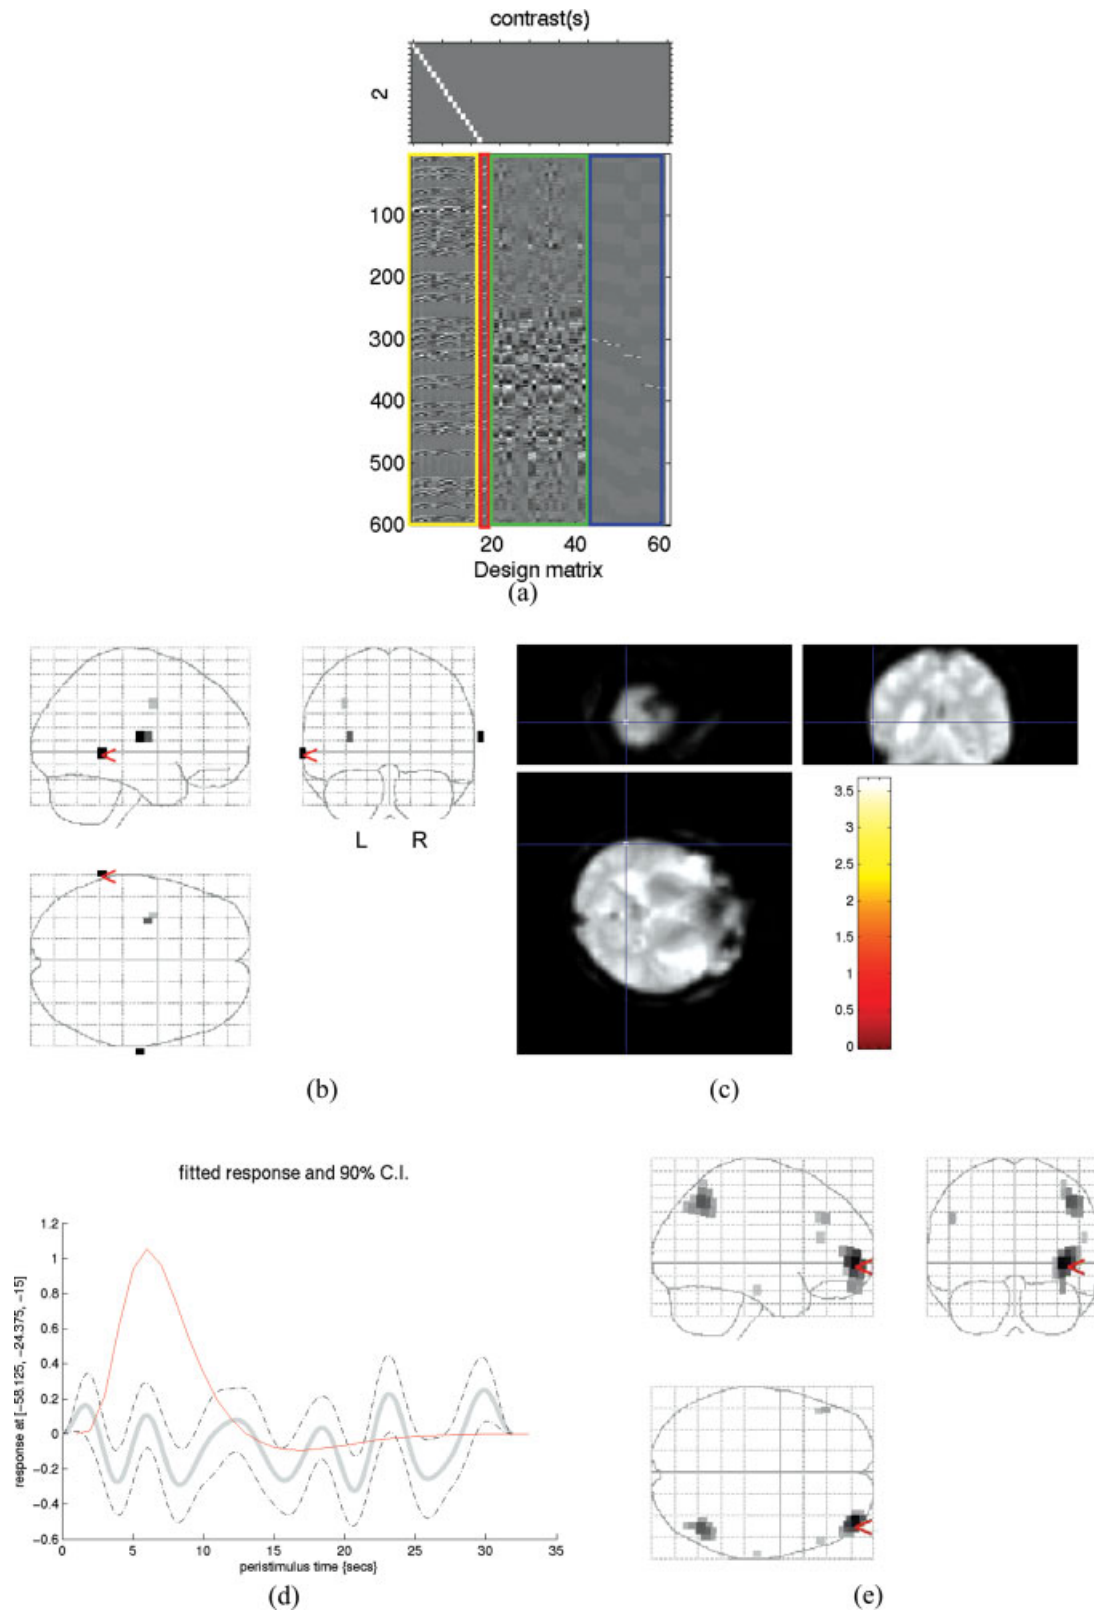 contrast(s)
2
100
200
300
400
500
600
20 40 60
Design matrix
(a)
L R
3.5
3
2.5
2
1.5
1
0.5
0
(b)
(c)
fitted response and 90% C.I.
response at [-58.125, -24.375, -15]
1.2
1
0.8
0.6
0.4
0.2
0
-0.2
-0.4
-0.6
0 5 10 15 20 25 30 35
peristimulus time {secs}
(d)
(e)